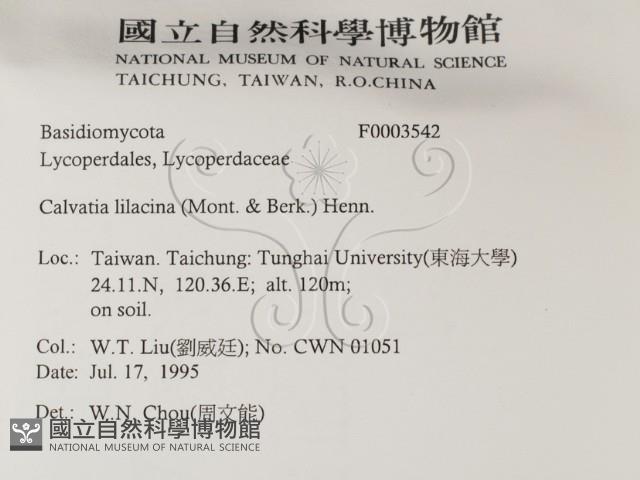 國立自然科學博物館
NATIONAL MUSEUM OF NATURAL SCIENCE
TAICHUNG, TAIWAN, R.O.CHINA
Basidiomycota F0003542
Lycoperdales, Lycoperdaceae
Calvatia lilacina (Mont. & Berk.) Henn.
Loc.: Taiwan. Taichung: Tunghai University(東海大學)
24.11.N, 120.36.E; alt. 120m;
on soil.
Col.: W.T. Liu(劉威廷); No. CWN 01051
Date: Jul. 17, 1995
Det.: W.N. Chou(周文能)
國立自然科學博物館
NATIONAL MUSEUM OF NATURAL SCIENCE